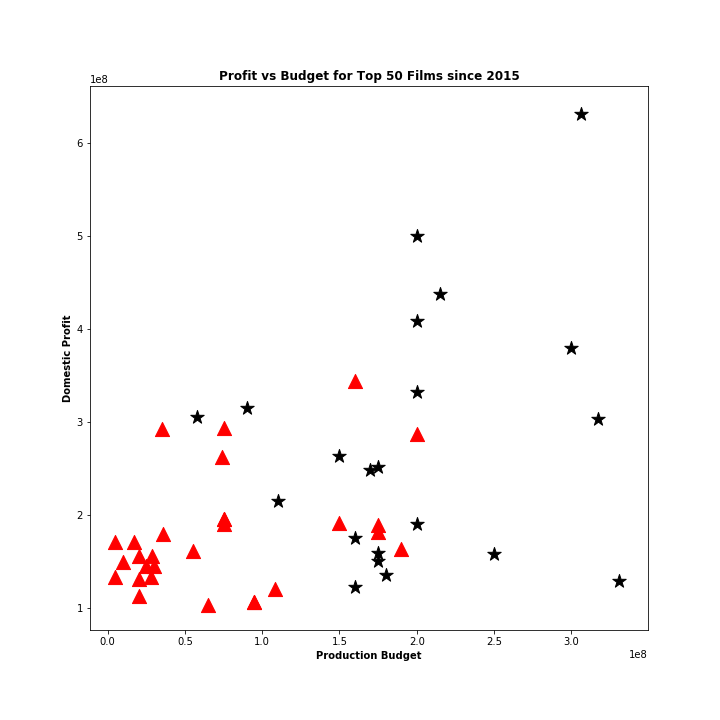 Profit vs Budget for Top 50 Films since 2015
1e8
6
5
4
3
2
1
Domestic Profit
0.0 0.5 1.0 1.5 2.0 2.5 3.0
Production Budget
1e8